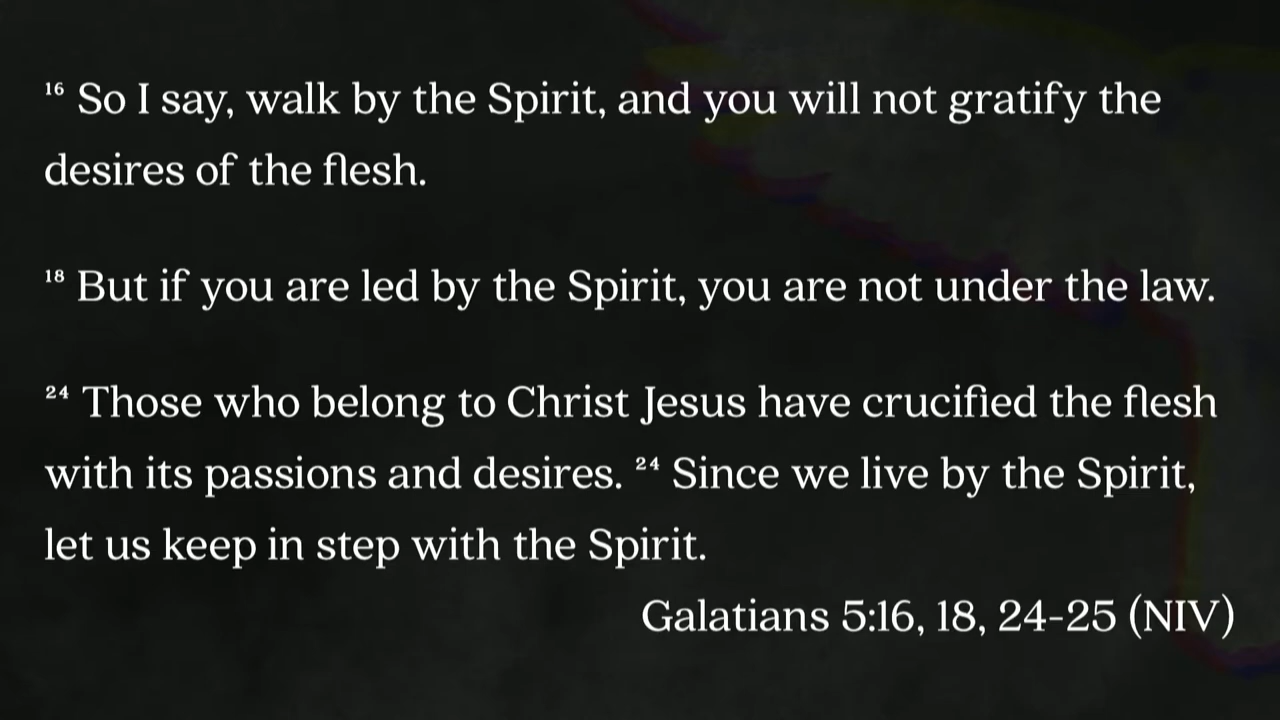 ¹⁶ So I say, walk by the Spirit, and you will not gratify the
desires of the flesh.
¹⁸ But if you are led by the Spirit, you are not under the law.
²⁴ Those who belong to Christ Jesus have crucified the flesh
with its passions and desires. ²⁴ Since we live by the Spirit,
let us keep in step with the Spirit.
Galatians 5:16, 18, 24-25 (NIV)